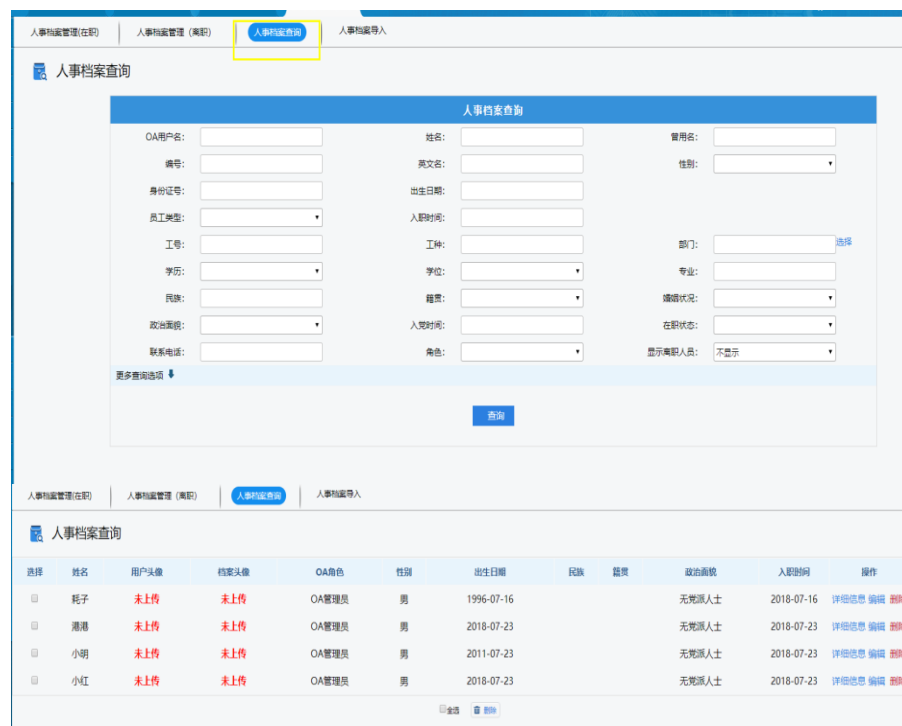 人事档案管理(在职) 人事档案管理（离职） 人事档案查询 人事档案导入
人事档案查询
人事档案查询
OA用户名: 姓名: 曾用名:
编号: 英文名: 性别:
身份证号: 出生日期:
员工类型: 入职时间:
工号: 工种: 部门: 选择
学历: 学位: 专业:
民族: 籍贯: 婚姻状况:
政治面貌: 入党时间: 在职状态:
联系电话: 角色: 显示离职人员: 不显示
更多查询选项
查询
人事档案管理(在职) 人事档案管理（离职） 人事档案查询 人事档案导入
人事档案查询
选择 姓名 用户头像 档案头像 OA角色 性别 出生日期 民族 籍贯 政治面貌 入职时间 操作
耗子 未上传 未上传 OA管理员 男 1996-07-16 无党派人士 2018-07-16 详细信息 编辑 删除
港港 未上传 未上传 OA管理员 男 2018-07-23 无党派人士 2018-07-23 详细信息 编辑 删除
小明 未上传 未上传 OA管理员 男 2011-07-23 无党派人士 2018-07-23 详细信息 编辑 删除
小红 未上传 未上传 OA管理员 男 2018-07-23 无党派人士 2018-07-23 详细信息 编辑 删除
全选 删除